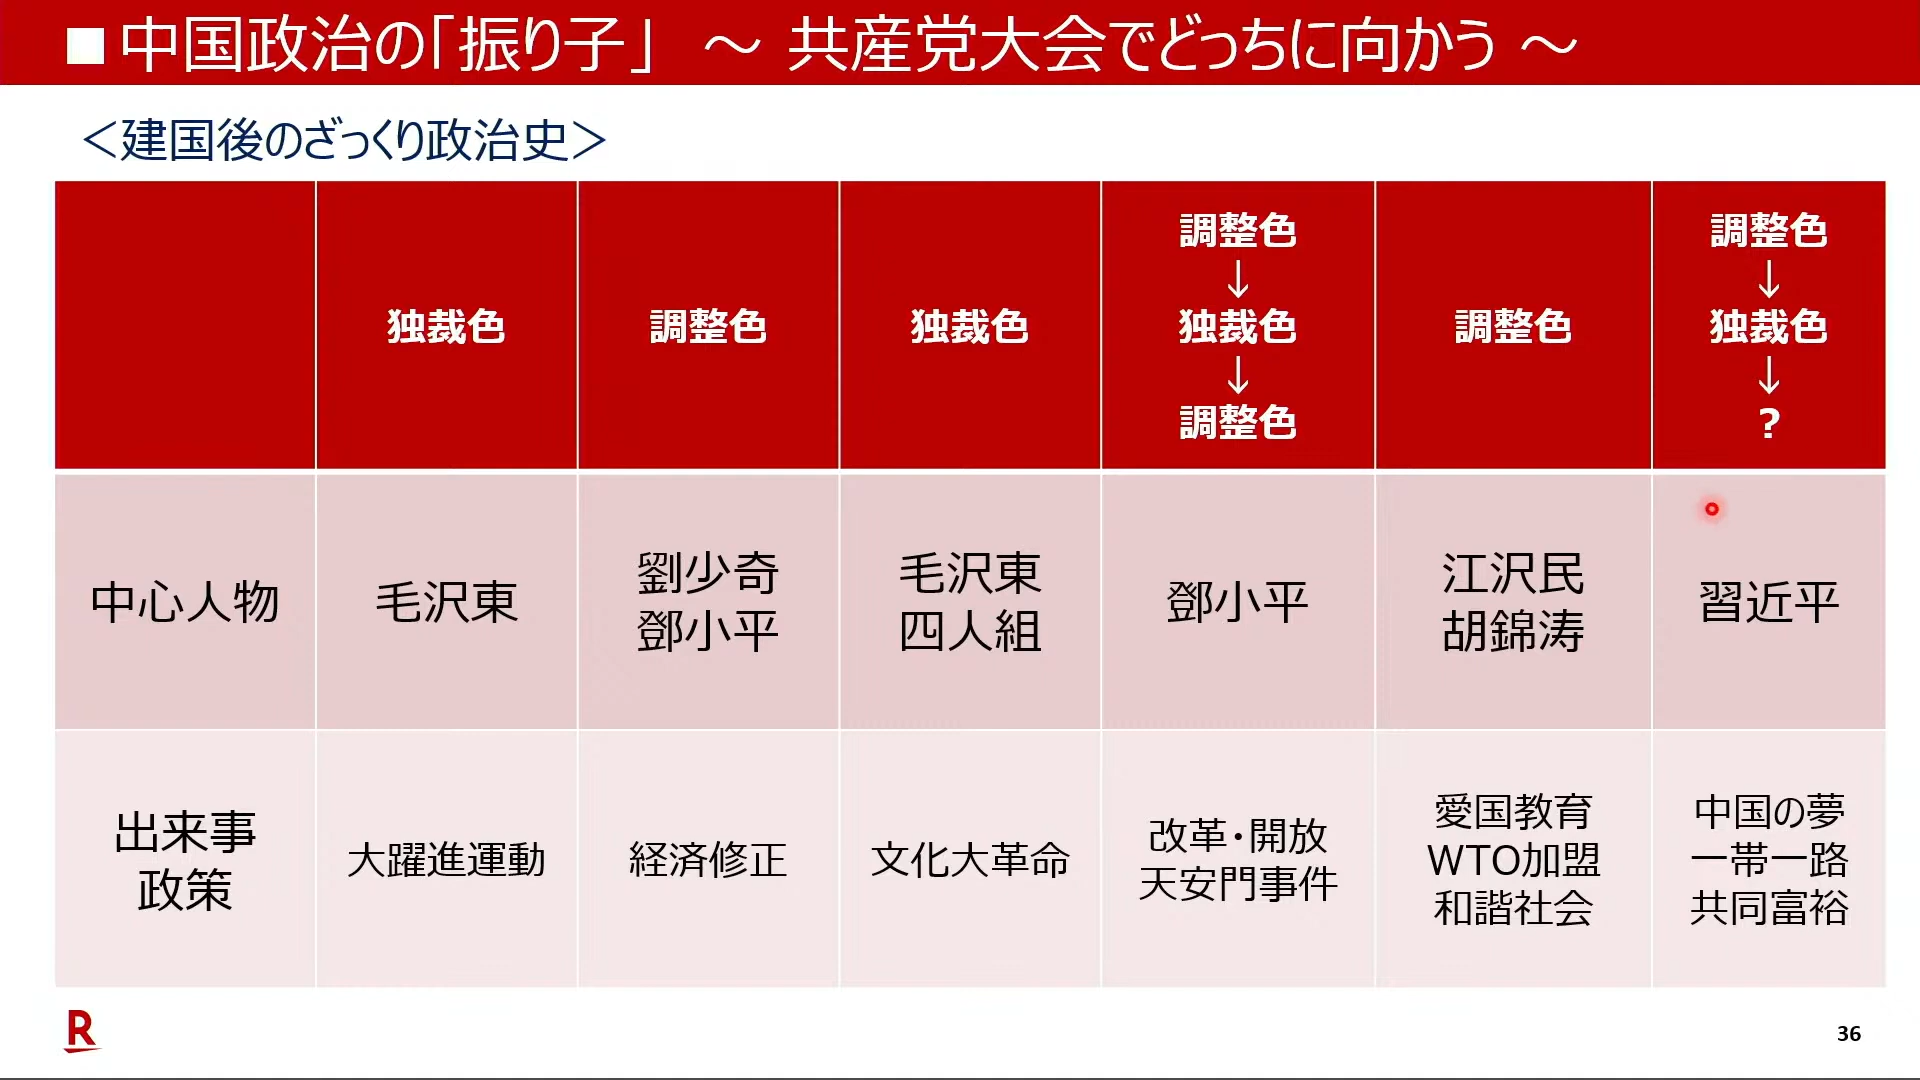 ■中国政治の「振り子」 ～ 共産党大会でどっちに向かう ～
＜建国後のざっくり政治史＞
独裁色
調整色
独裁色
調整色
↓
独裁色
↓
調整色
調整色
調整色
↓
独裁色
↓
？
中心人物
毛沢東
劉少奇
鄧小平
毛沢東
四人組
鄧小平
江沢民
胡錦涛
習近平
出来事
政策
大躍進運動
経済修正
文化大革命
改革・開放
天安門事件
愛国教育
WTO加盟
和諧社会
中国の夢
一帯一路
共同富裕
R
36